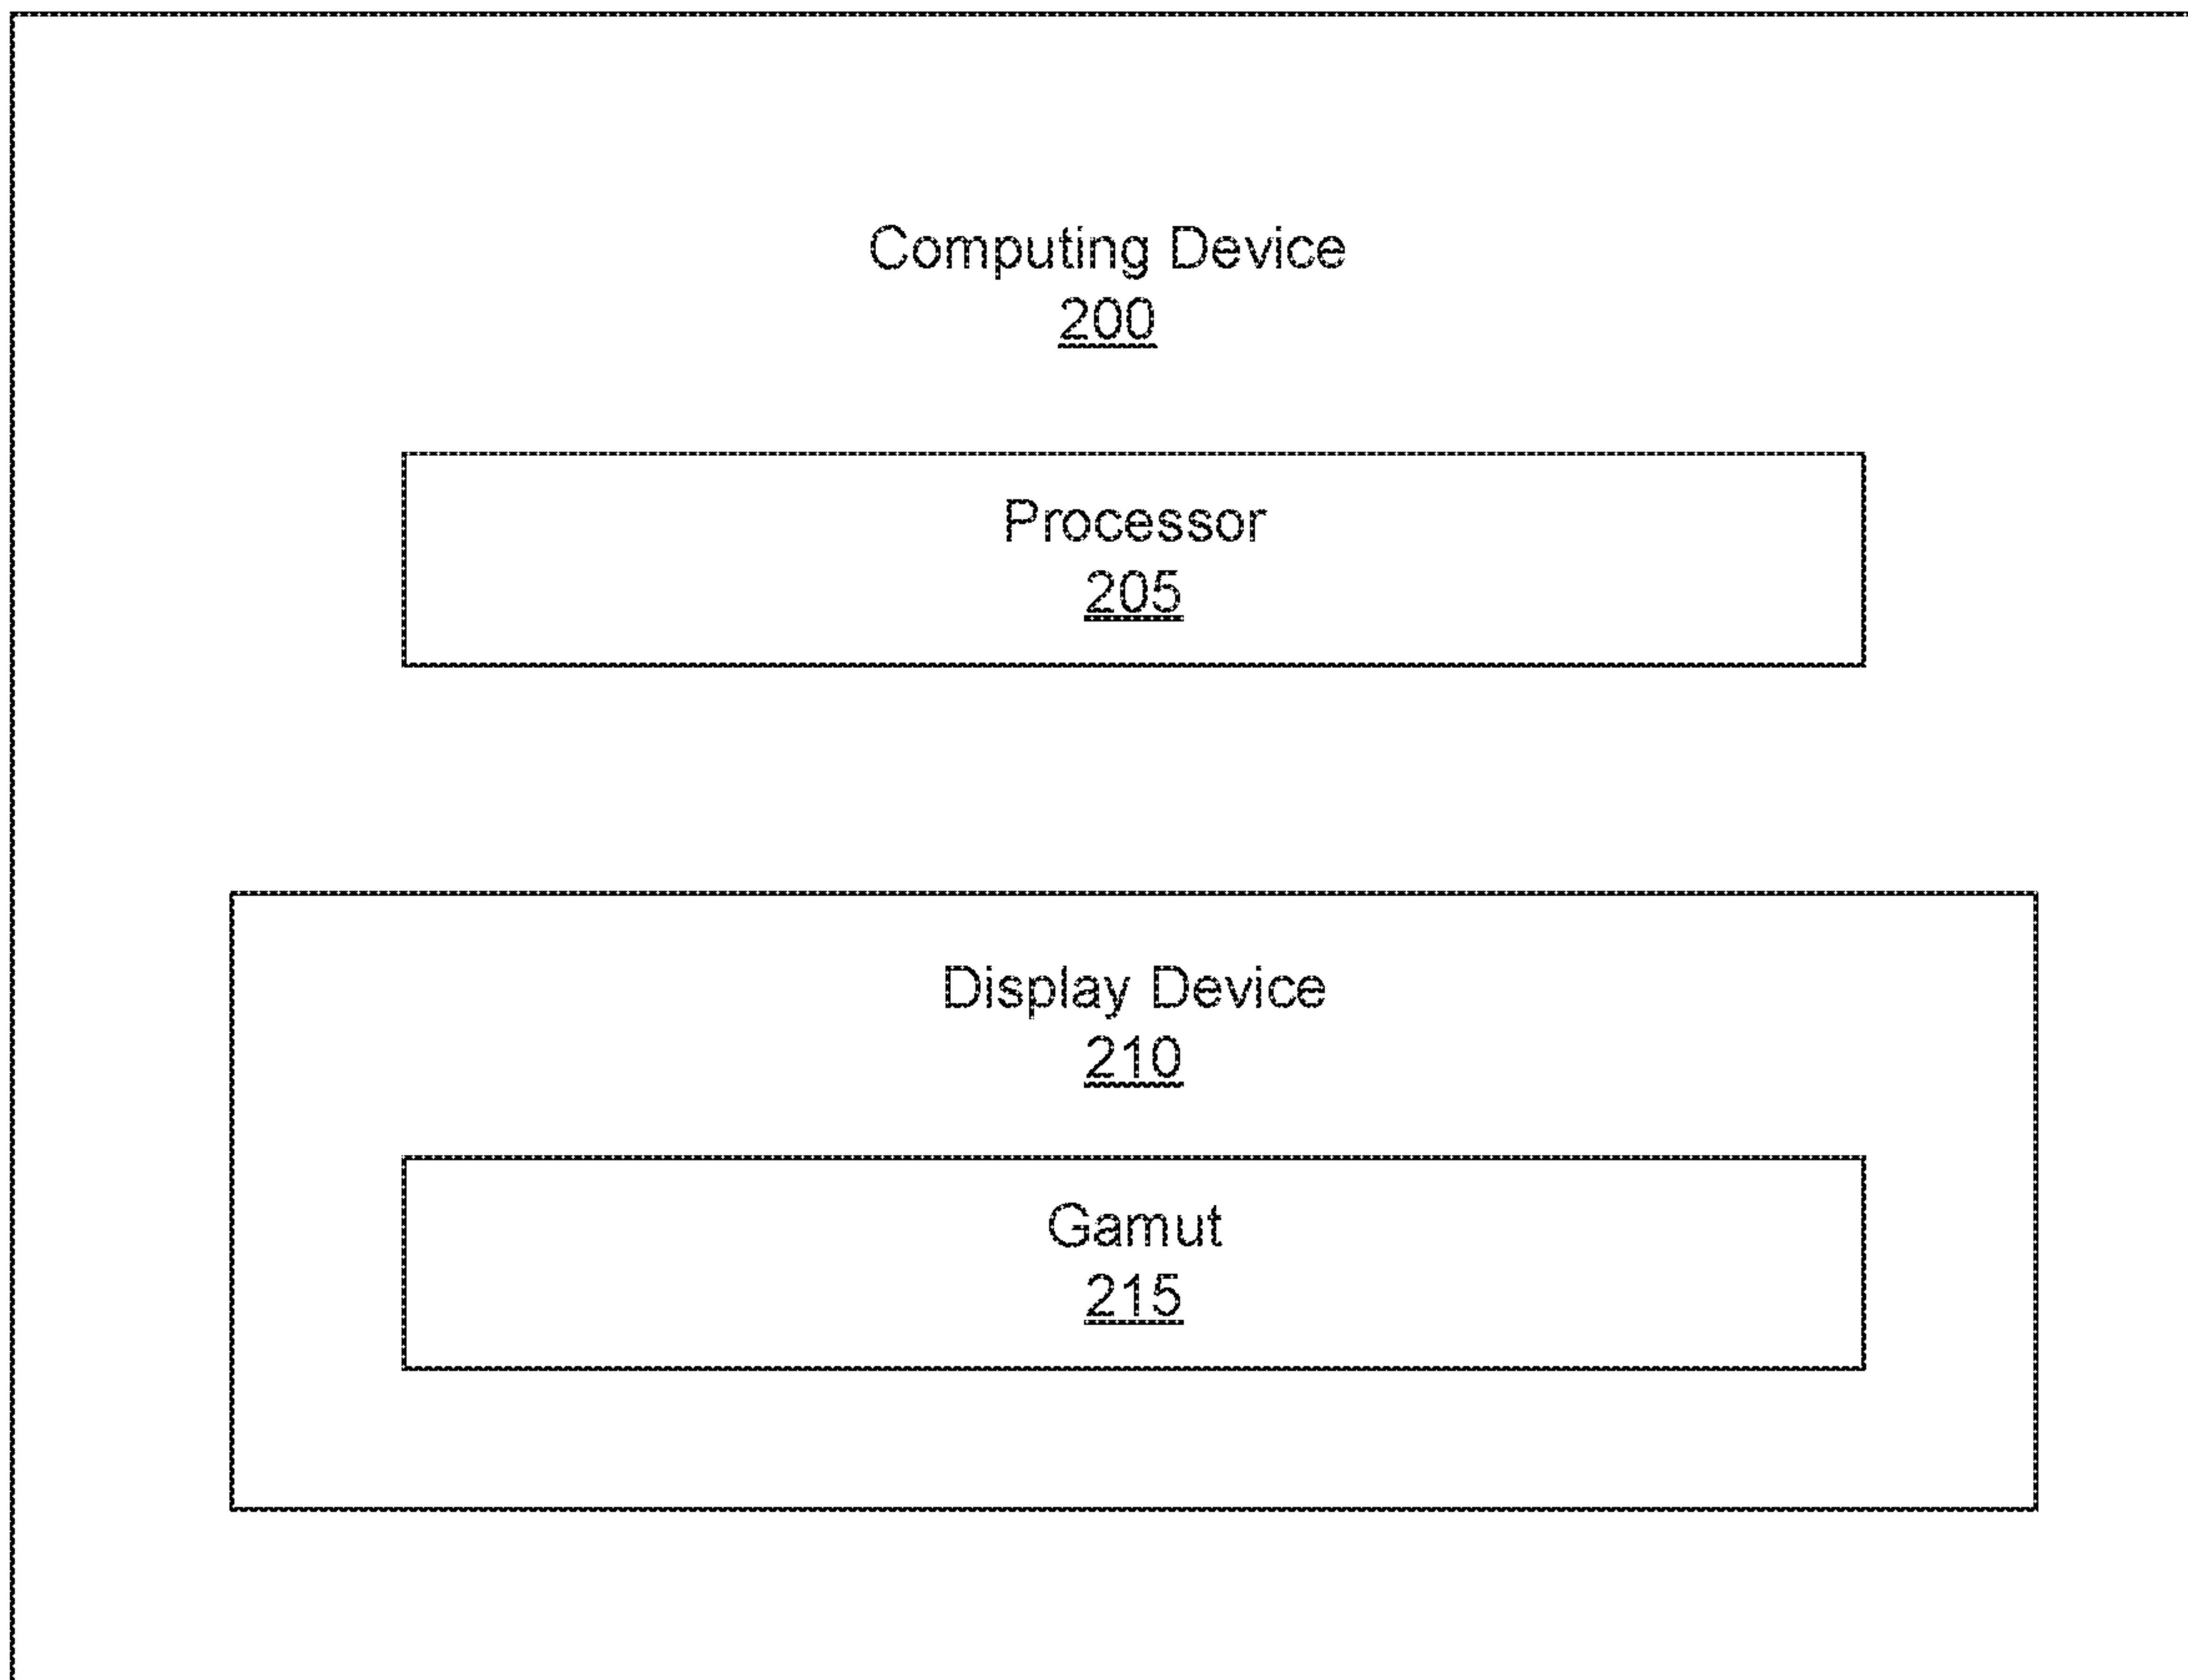 Computing Device
200
Processor
205
Display Device
210
Gamut
215